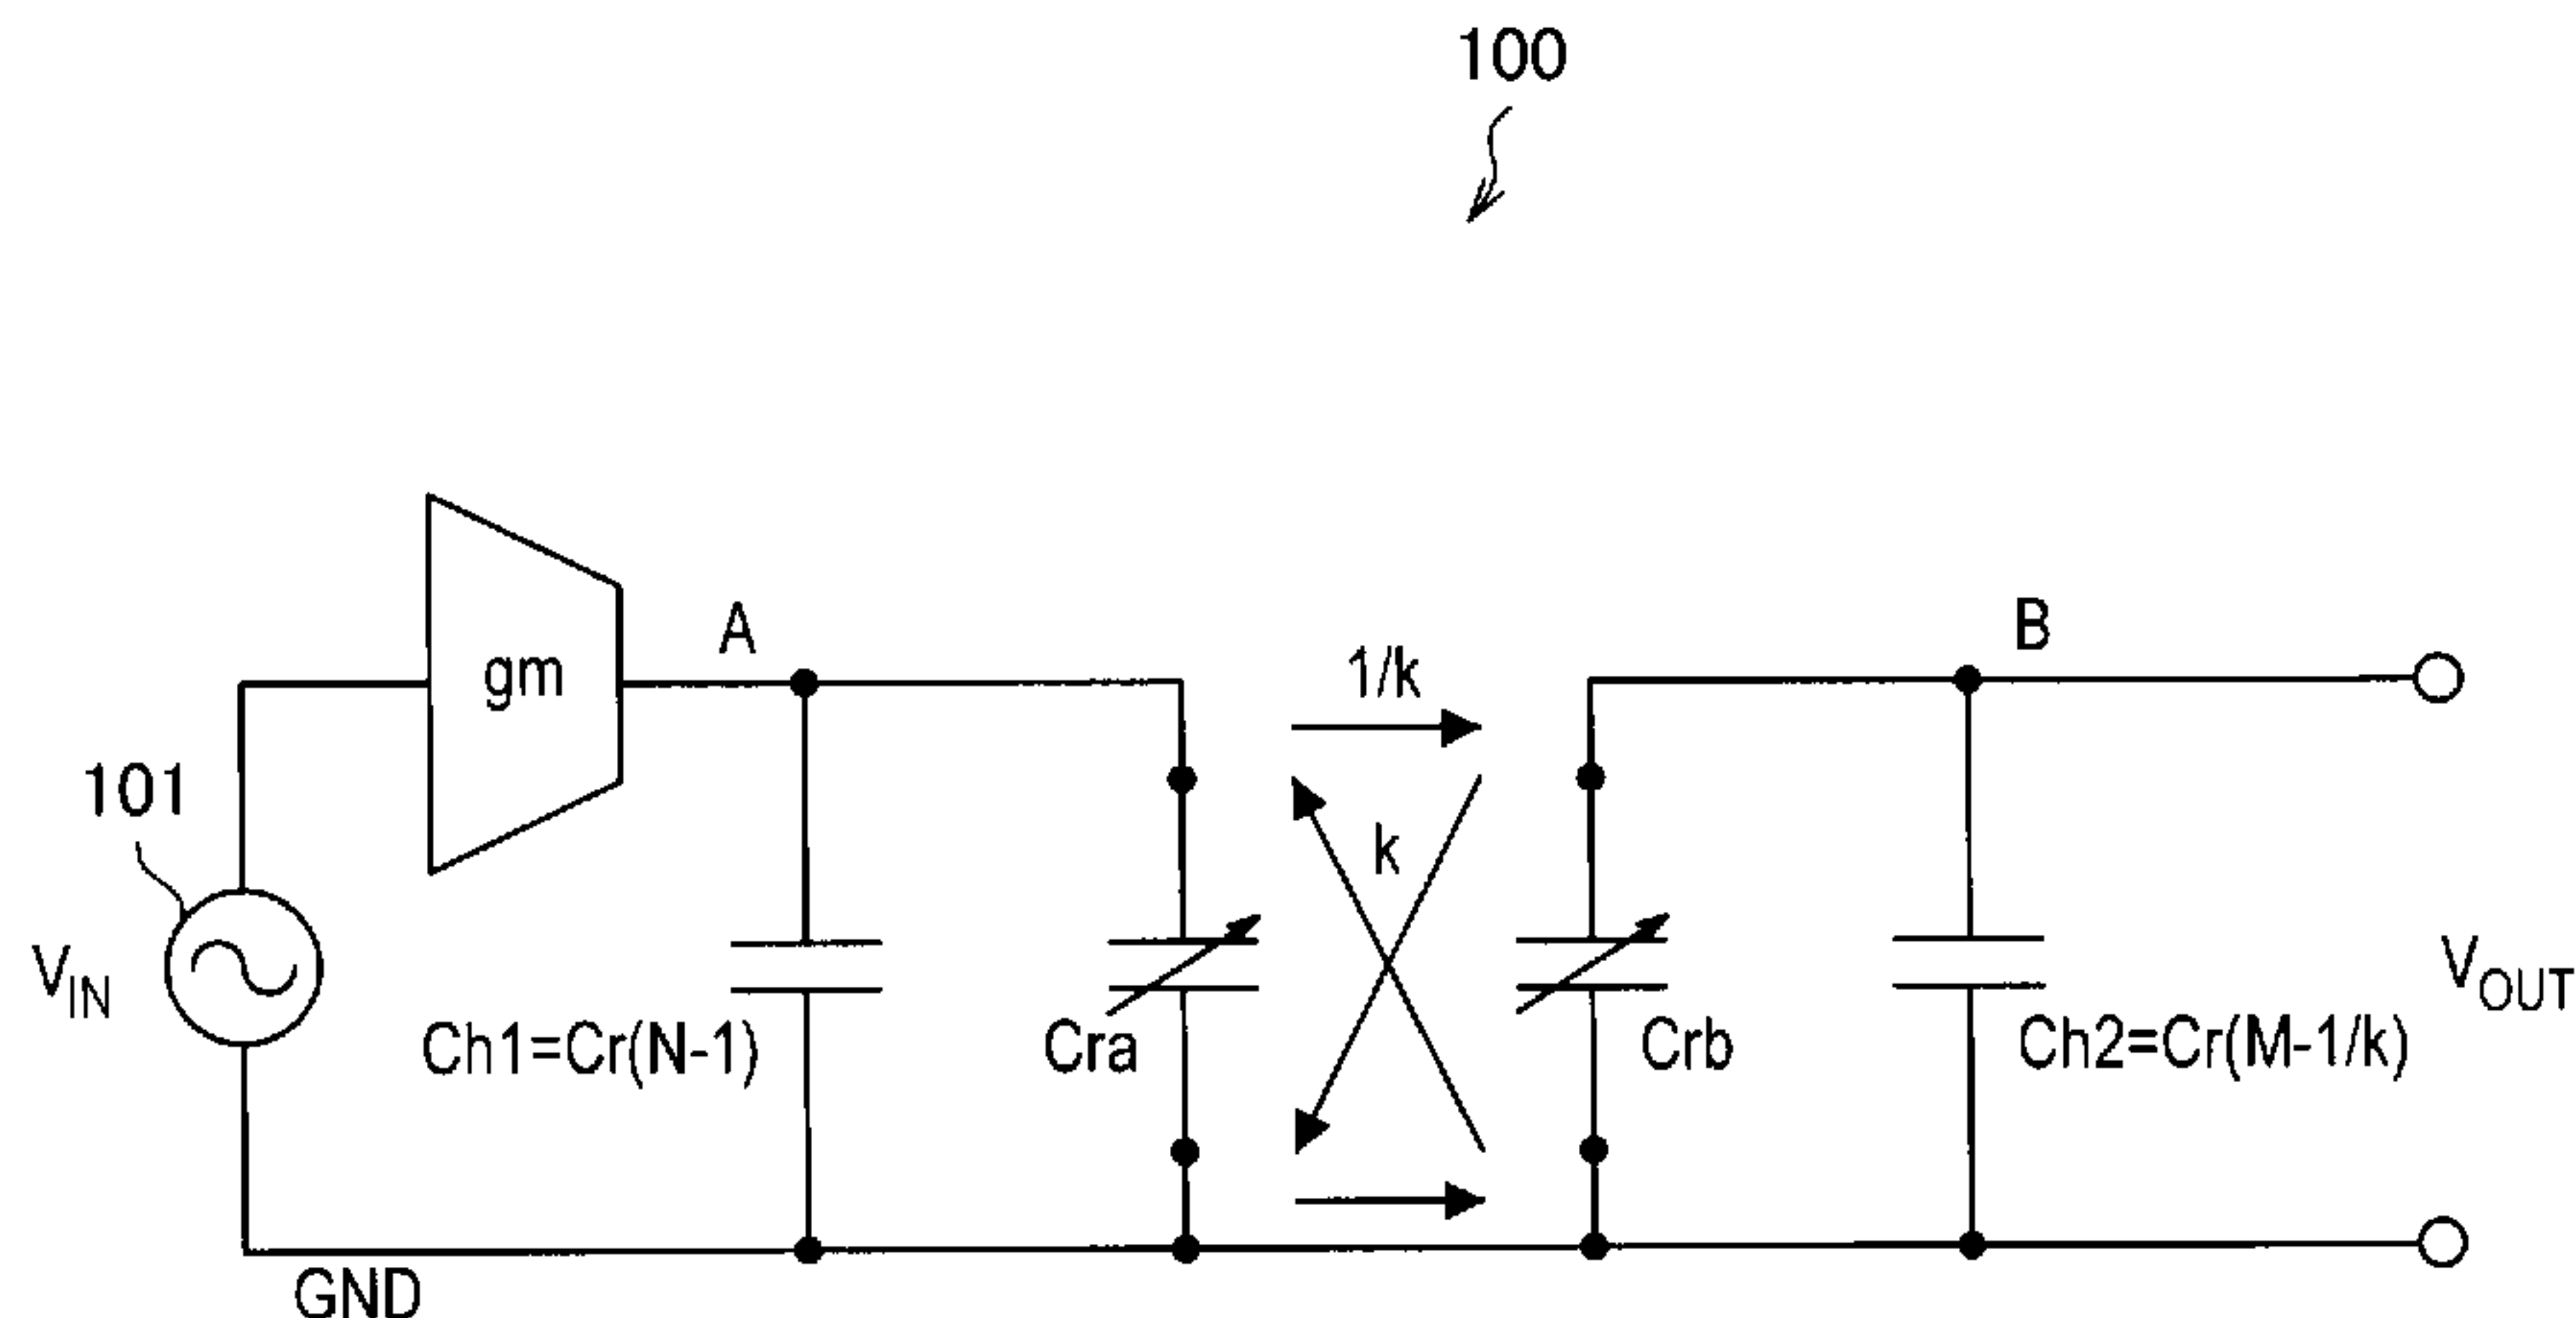 100
A
B
1/k
gm
101
k
V_IN
Ch1=Cr(N-1)
Cra
Crb
Ch2=Cr(M-1/k)
V_OUT
GND